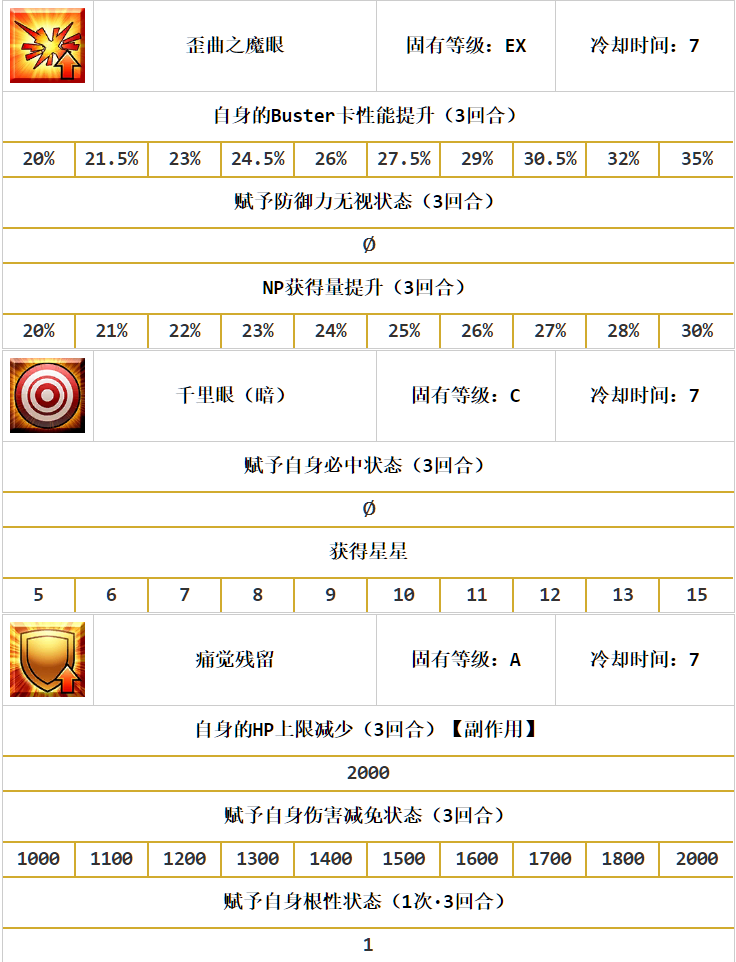 歪曲之魔眼 固有等级：EX 冷却时间：7
自身的Buster卡性能提升（3回合）
20% 21.5% 23% 24.5% 26% 27.5% 29% 30.5% 32% 35%
赋予防御力无视状态（3回合）
Ø
NP获得量提升（3回合）
20% 21% 22% 23% 24% 25% 26% 27% 28% 30%
千里眼（暗） 固有等级：C 冷却时间：7
赋予自身必中状态（3回合）
Ø
获得星星
5 6 7 8 9 10 11 12 13 15
痛觉残留 固有等级：A 冷却时间：7
自身的HP上限减少（3回合）【副作用】
2000
赋予自身伤害减免状态（3回合）
1000 1100 1200 1300 1400 1500 1600 1700 1800 2000
赋予自身根性状态（1次·3回合）
1